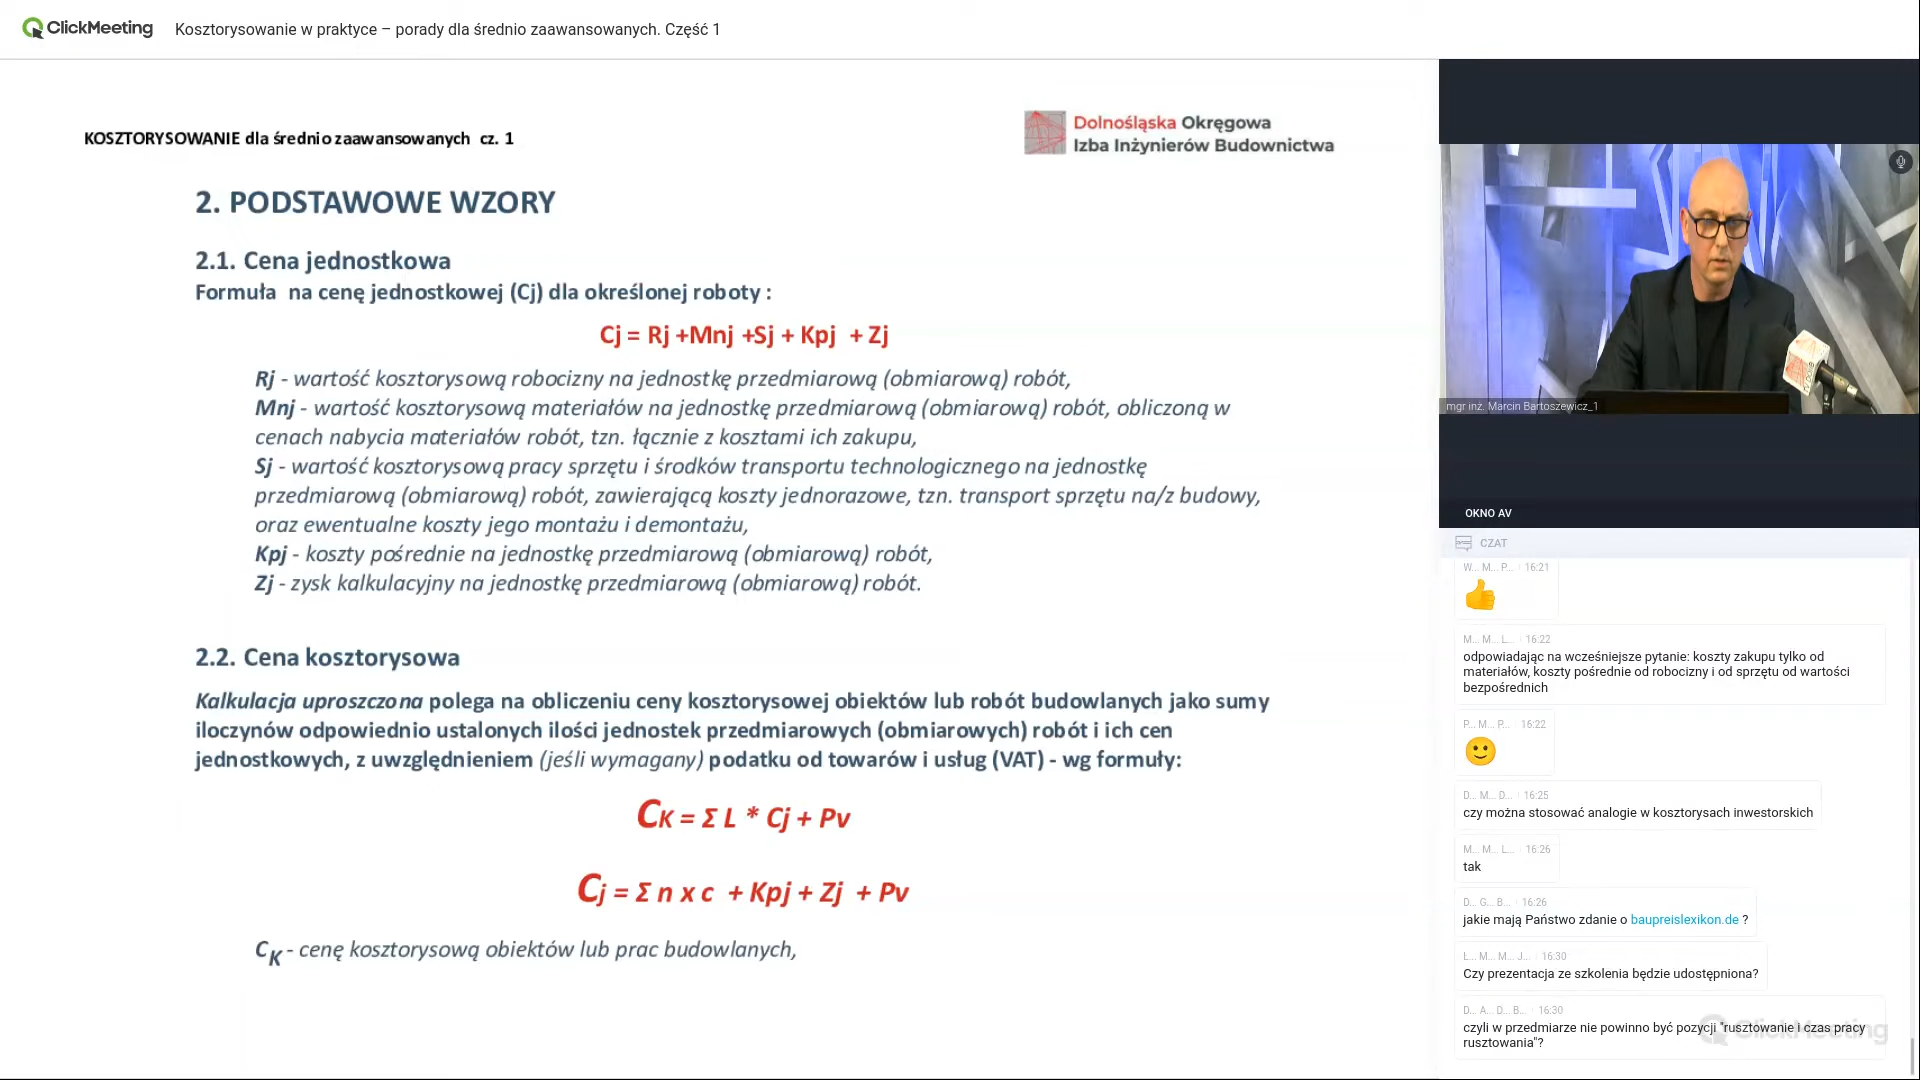 ClickMeeting
Kosztorysowanie w praktyce – porady dla średnio zaawansowanych. Część 1
KOSZTORYSOWANIE dla średnio zaawansowanych cz. 1
Dolnośląska Okręgowa
Izba Inżynierów Budownictwa
2. PODSTAWOWE WZORY
2.1. Cena jednostkowa
Formuła na cenę jednostkowej (Cj) dla określonej roboty :
Cj = Rj +Mnj +Sj + Kpj + Zj
Rj - wartość kosztorysową robocizny na jednostkę przedmiarową (obmiarową) robót,
Mnj - wartość kosztorysową materiałów na jednostkę przedmiarową (obmiarową) robót, obliczoną w
cenach nabycia materiałów robót, tzn. łącznie z kosztami ich zakupu,
Sj - wartość kosztorysową pracy sprzętu i środków transportu technologicznego na jednostkę
przedmiarową (obmiarową) robót, zawierającą koszty jednorazowe, tzn. transport sprzętu na/z budowy,
oraz ewentualne koszty jego montażu i demontażu,
Kpj - koszty pośrednie na jednostkę przedmiarową (obmiarową) robót,
Zj - zysk kalkulacyjny na jednostkę przedmiarową (obmiarową) robót.
2.2. Cena kosztorysowa
Kalkulacja uproszczona polega na obliczeniu ceny kosztorysowej obiektów lub robót budowlanych jako sumy
iloczynów odpowiednio ustalonych ilości jednostek przedmiarowych (obmiarowych) robót i ich cen
jednostkowych, z uwzględnieniem (jeśli wymagany) podatku od towarów i usług (VAT) - wg formuły:
CK = Σ L * Cj + Pv
Cj = Σ n x c + Kpj + Zj + Pv
CK - cenę kosztorysową obiektów lub prac budowlanych,
mgr inż. Marcin Bartoszewicz_1
OKNO AV
CZAT
W... M... P... 16:21
👍
M... M... L... 16:22
odpowiadając na wcześniejsze pytanie: koszty zakupu tylko od
materiałów, koszty pośrednie od robocizny i od sprzętu od wartości
bezpośrednich
P... M... P... 16:22
🙂
D... M... D... 16:25
czy można stosować analogie w kosztorysach inwestorskich
M... M... L... 16:26
tak
D... G... B... 16:26
jakie mają Państwo zdanie o baupreislexikon.de ?
Ł... M... M... J... 16:30
Czy prezentacja ze szkolenia będzie udostępniona?
D... A... D... B... 16:30
czyli w przedmiarze nie powinno być pozycji "rusztowanie i czas pracy
rusztowania"?
ClickMeeting